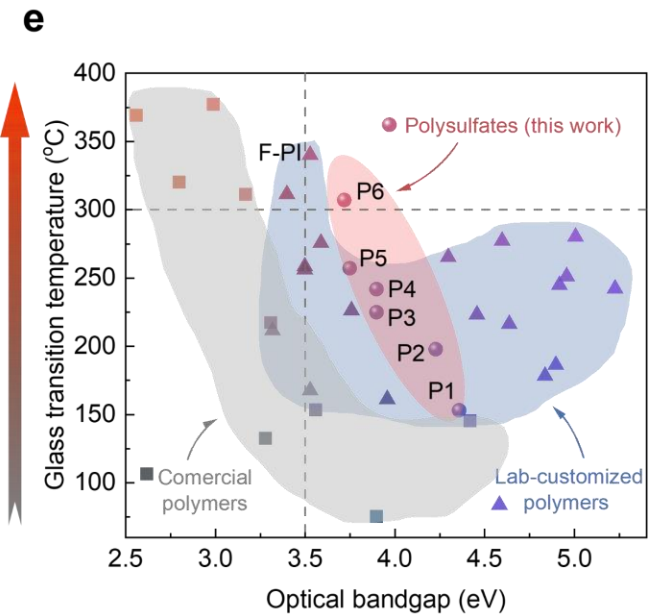 e
400
350
300
250
200
150
100
Glass transition temperature (°C)
F-PI
Polysulfates (this work)
P6
P5
P4
P3
P2
P1
Comercial
polymers
Lab-customized
polymers
2.5 3.0 3.5 4.0 4.5 5.0
Optical bandgap (eV)